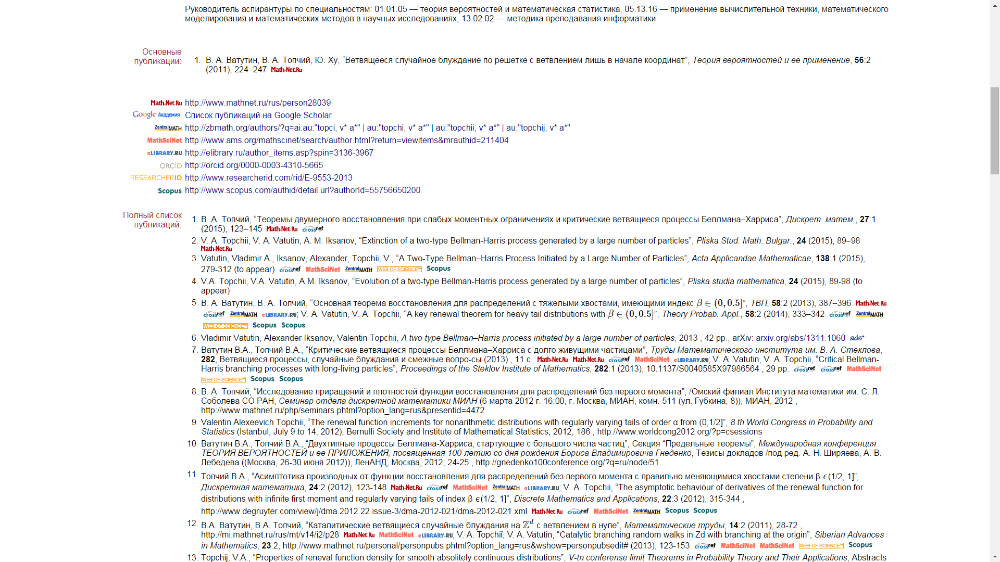 Руководитель аспирантуры по специальностям: 01.01.05 — теория вероятностей и математическая статистика, 05.13.16 — применение вычислительной техники, математического
моделирования и математических методов в научных исследованиях, 13.02.02 — методика преподавания информатики.
Основные
публикации:
1. В. А. Ватутин, В. А. Топчий, Ю. Ху, “Ветвящееся случайное блуждание по решетке с ветвлением лишь в начале координат”, Теория вероятностей и ее применение, 56:2
(2011), 224–247 Math-Net.Ru
Math-Net.Ru http://www.mathnet.ru/rus/person28039
Google Академия Список публикаций на Google Scholar
ZentralMATH http://zbmath.org/authors/?q=ai:au:"topci, v* a*" | au:"topchi, v* a*" | au:"topchii, v* a*" | au:"topchij, v* a*"
MathSciNet http://www.ams.org/mathscinet/search/author.html?return=viewitems&mrauthid=211404
eLIBRARY.RU http://elibrary.ru/author_items.asp?spin=3136-3967
ORCID http://orcid.org/0000-0003-4310-5665
RESEARCHERID http://www.researcherid.com/rid/E-9553-2013
Scopus http://www.scopus.com/authid/detail.url?authorId=55756650200
Полный список
публикаций:
1. В. А. Топчий, “Теоремы двумерного восстановления при слабых моментных ограничениях и критические ветвящиеся процессы Беллмана–Харриса”, Дискрет. матем., 27:1
(2015), 123–145 Math-Net.Ru crossref
2. V. A. Topchii, V. A. Vatutin, A. M. Iksanov, “Extinction of a two-type Bellman-Harris process generated by a large number of particles”, Pliska Stud. Math. Bulgar., 24 (2015), 89–98
Math-Net.Ru
3. Vatutin, Vladimir A., Iksanov, Alexander, Topchii, V., “A Two-Type Bellman–Harris Process Initiated by a Large Number of Particles”, Acta Applicandae Mathematicae, 138:1 (2015),
279-312 (to appear) crossref MathSciNet ZentralMATH WEB OF SCIENCE™ Scopus
4. V.A. Topchii, V.A. Vatutin, A.M. Iksanov, “Evolution of a two-type Bellman-Harris process generated by a large number of particles”, Pliska studia mathematica, 24 (2015), 89-98 (to
appear)
5. В. А. Ватутин, В. А. Топчий, “Основная теорема восстановления для распределений с тяжелыми хвостами, имеющими индекс β ∈ (0, 0.5]”, ТВП, 58:2 (2013), 387–396 Math-Net.Ru
crossref ZentralMATH eLIBRARY.RU; V. A. Vatutin, V. A. Topchii, “A key renewal theorem for heavy tail distributions with β ∈ (0, 0.5]”, Theory Probab. Appl., 58:2 (2014), 333–342 crossref ZentralMATH
WEB OF SCIENCE™ Scopus Scopus
6. Vladimir Vatutin, Alexander Iksanov, Valentin Topchii, A two-type Bellman–Harris process initiated by a large number of particles, 2013 , 42 pp., arXiv: arxiv.org/abs/1311.1060 ads*
7. Ватутин В.А., Топчий В.А., “Критические ветвящиеся процессы Беллмана–Харриса с долго живущими частицами”, Труды Математического института им. В. А. Стеклова,
282, Ветвящиеся процессы, случайные блуждания и смежные вопро-сы (2013) , 11 с. Math-Net.Ru Math-Net.Ru crossref MathSciNet eLIBRARY.RU; V. A. Vatutin, V. A. Topchii, “Critical Bellman-
Harris branching processes with long-living particles”, Proceedings of the Steklov Institute of Mathematics, 282:1 (2013), 10.1137/S0040585X97986564 , 29 pp. crossref crossref MathSciNet
WEB OF SCIENCE™ Scopus Scopus
8. В. А. Топчий, “Исследование приращений и плотностей функции восстановления для распределений без первого момента”, /Омский филиал Института математики им. С. Л.
Соболева СО РАН, Семинар отдела дискретной математики МИАН (6 марта 2012 г. 16:00, г. Москва, МИАН, комн. 511 (ул. Губкина, 8)), МИАН, 2012 ,
http://www.mathnet.ru/php/seminars.phtml?option_lang=rus&presentid=4472
9. Valentin Alexeevich Topchii, “The renewal function increments for nonarithmetic distributions with regularly varying tails of order α from (0,1/2]”, 8 th World Congress in Probability and
Statistics (Istanbul, July 9 to 14, 2012), Bernulli Society and Institute of Mathematical Statistics, 2012, 186 , http://www.worldcong2012.org/?p=csessions
10. Ватутин В.А., Топчий В.А., “Двухтипные процессы Беллмана-Харриса, стартующие с большого числа частиц”, Секция “Предельные теоремы”, Международная конференция
ТЕОРИЯ ВЕРОЯТНОСТЕЙ и ее ПРИЛОЖЕНИЯ, посвященная 100-летию со дня рождения Бориса Владимировича Гнеденко, Тезисы докладов /под ред. А. Н. Ширяева, А. В.
Лебедева ((Москва, 26-30 июня 2012)), ЛенАНД, Москва, 2012, 24-25 , http://gnedenko100conference.org/?q=ru/node/51
11. Топчий В.А., “Асимптотика производных от функции восстановления для распределений без первого момента с правильно меняющимися хвостами степени β ϵ(1/2, 1]”,
Дискретная математика, 24:2 (2012), 123-148 Math-Net.Ru crossref MathSciNet ZentralMATH eLIBRARY.RU; V. A. Topchii, “The asymptotic behaviour of derivatives of the renewal function for
distributions with infinite first moment and regularly varying tails of index β ϵ(1/2, 1]”, Discrete Mathematics and Applications, 22:3 (2012), 315-344 ,
http://www.degruyter.com/view/j/dma.2012.22.issue-3/dma-2012-021/dma-2012-021.xml Math-Net.Ru crossref MathSciNet ZentralMATH Scopus Scopus
12. В.А. Ватутин, В.А. Топчий, “Каталитические ветвящиеся случайные блуждания на ℤᵈ с ветвлением в нуле”, Математические труды, 14:2 (2011), 28-72 ,
http://mi.mathnet.ru/rus/mt/v14/i2/p28 Math-Net.Ru MathSciNet eLIBRARY.RU; V. A. Topchiĭ, V. A. Vatutin, “Catalytic branching random walks in Zd with branching at the origin”, Siberian Advances
in Mathematics, 23:2, http://www.mathnet.ru/personal/personpubs.phtml?option_lang=rus&wshow=personpubsedit# (2013), 123-153 crossref MathSciNet MathSciNet WEB OF SCIENCE™ Scopus
13. Topchij, V.A., “Properties of reneval function density for smooth absolitely continuous distributions”, V-tn conferense limit Theorems in Probability Theory and Their Applications, Abstracts